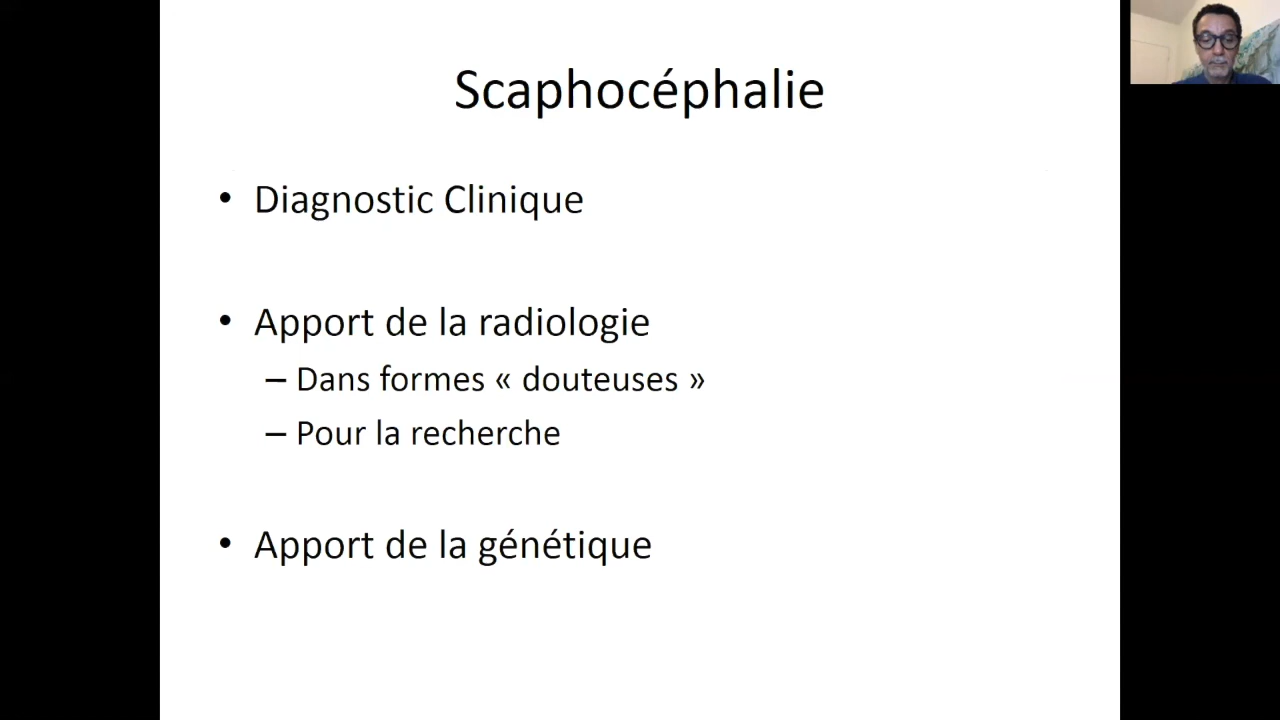 Scaphocéphalie
• Diagnostic Clinique
• Apport de la radiologie
– Dans formes « douteuses »
– Pour la recherche
• Apport de la génétique